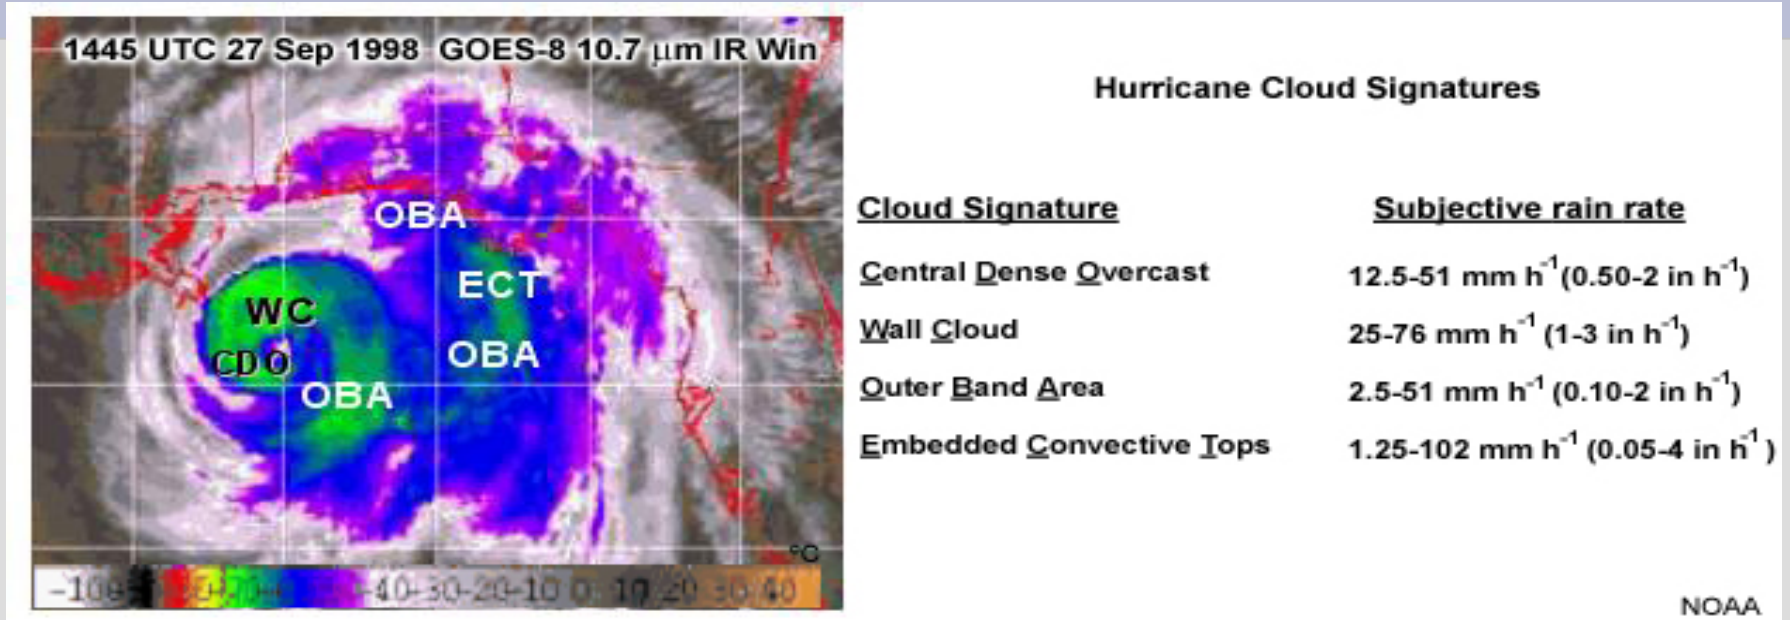 1445 UTC 27 Sep 1998 GOES-8 10.7 µm IR Win
OBA
ECT
WC
OBA
CDO
OBA
°C
-100 -40-30-20-10 0 10 20 30 40
Hurricane Cloud Signatures
Cloud Signature Subjective rain rate
Central Dense Overcast 12.5-51 mm h-1(0.50-2 in h-1)
Wall Cloud 25-76 mm h-1 (1-3 in h-1)
Outer Band Area 2.5-51 mm h-1 (0.10-2 in h-1)
Embedded Convective Tops 1.25-102 mm h-1 (0.05-4 in h-1 )
NOAA